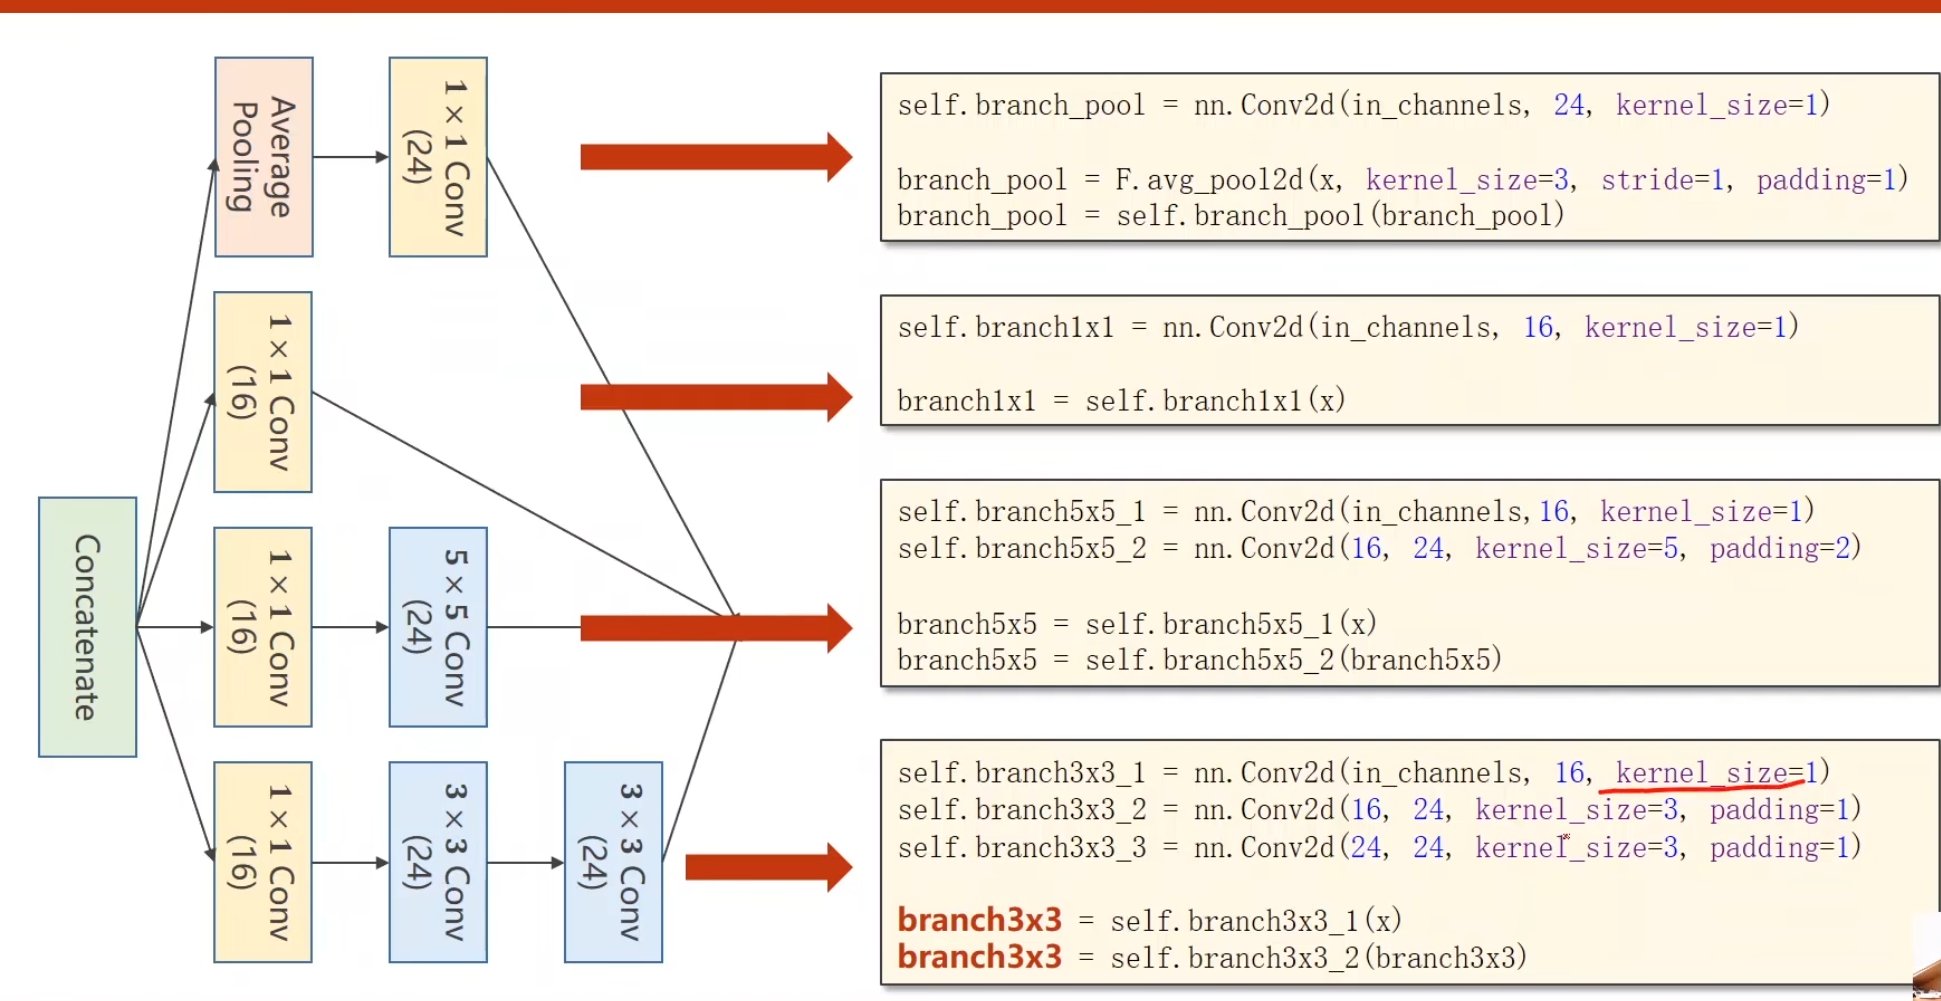 Average
Pooling
1×1 Conv
(24)
self.branch_pool = nn.Conv2d(in_channels, 24, kernel_size=1)
branch_pool = F.avg_pool2d(x, kernel_size=3, stride=1, padding=1)
branch_pool = self.branch_pool(branch_pool)
1×1 Conv
(16)
self.branch1x1 = nn.Conv2d(in_channels, 16, kernel_size=1)
branch1x1 = self.branch1x1(x)
Concatenate
1×1 Conv
(16)
5×5 Conv
(24)
self.branch5x5_1 = nn.Conv2d(in_channels,16, kernel_size=1)
self.branch5x5_2 = nn.Conv2d(16, 24, kernel_size=5, padding=2)
branch5x5 = self.branch5x5_1(x)
branch5x5 = self.branch5x5_2(branch5x5)
1×1 Conv
(16)
3×3 Conv
(24)
3×3 Conv
(24)
self.branch3x3_1 = nn.Conv2d(in_channels, 16, kernel_size=1)
self.branch3x3_2 = nn.Conv2d(16, 24, kernel_size=3, padding=1)
self.branch3x3_3 = nn.Conv2d(24, 24, kernel_size=3, padding=1)
branch3x3 = self.branch3x3_1(x)
branch3x3 = self.branch3x3_2(branch3x3)